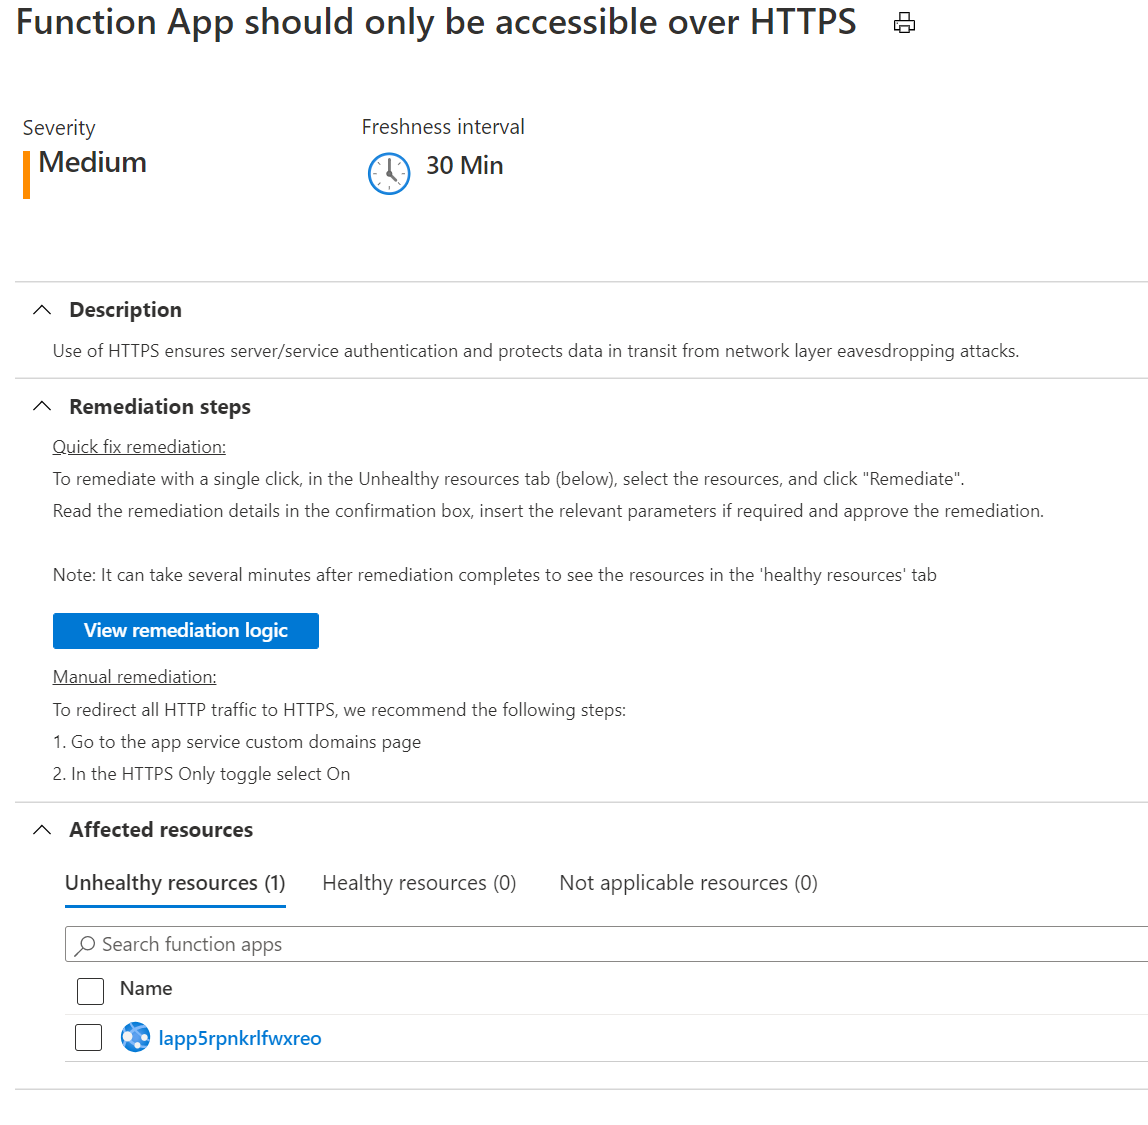 Function App should only be accessible over HTTPS
Severity
Medium
Freshness interval
30 Min
Description
Use of HTTPS ensures server/service authentication and protects data in transit from network layer eavesdropping attacks.
Remediation steps
Quick fix remediation:
To remediate with a single click, in the Unhealthy resources tab (below), select the resources, and click "Remediate".
Read the remediation details in the confirmation box, insert the relevant parameters if required and approve the remediation.
Note: It can take several minutes after remediation completes to see the resources in the 'healthy resources' tab
View remediation logic
Manual remediation:
To redirect all HTTP traffic to HTTPS, we recommend the following steps:
1. Go to the app service custom domains page
2. In the HTTPS Only toggle select On
Affected resources
Unhealthy resources (1) Healthy resources (0) Not applicable resources (0)
Search function apps
Name
lapp5rpnkrlfwxreo